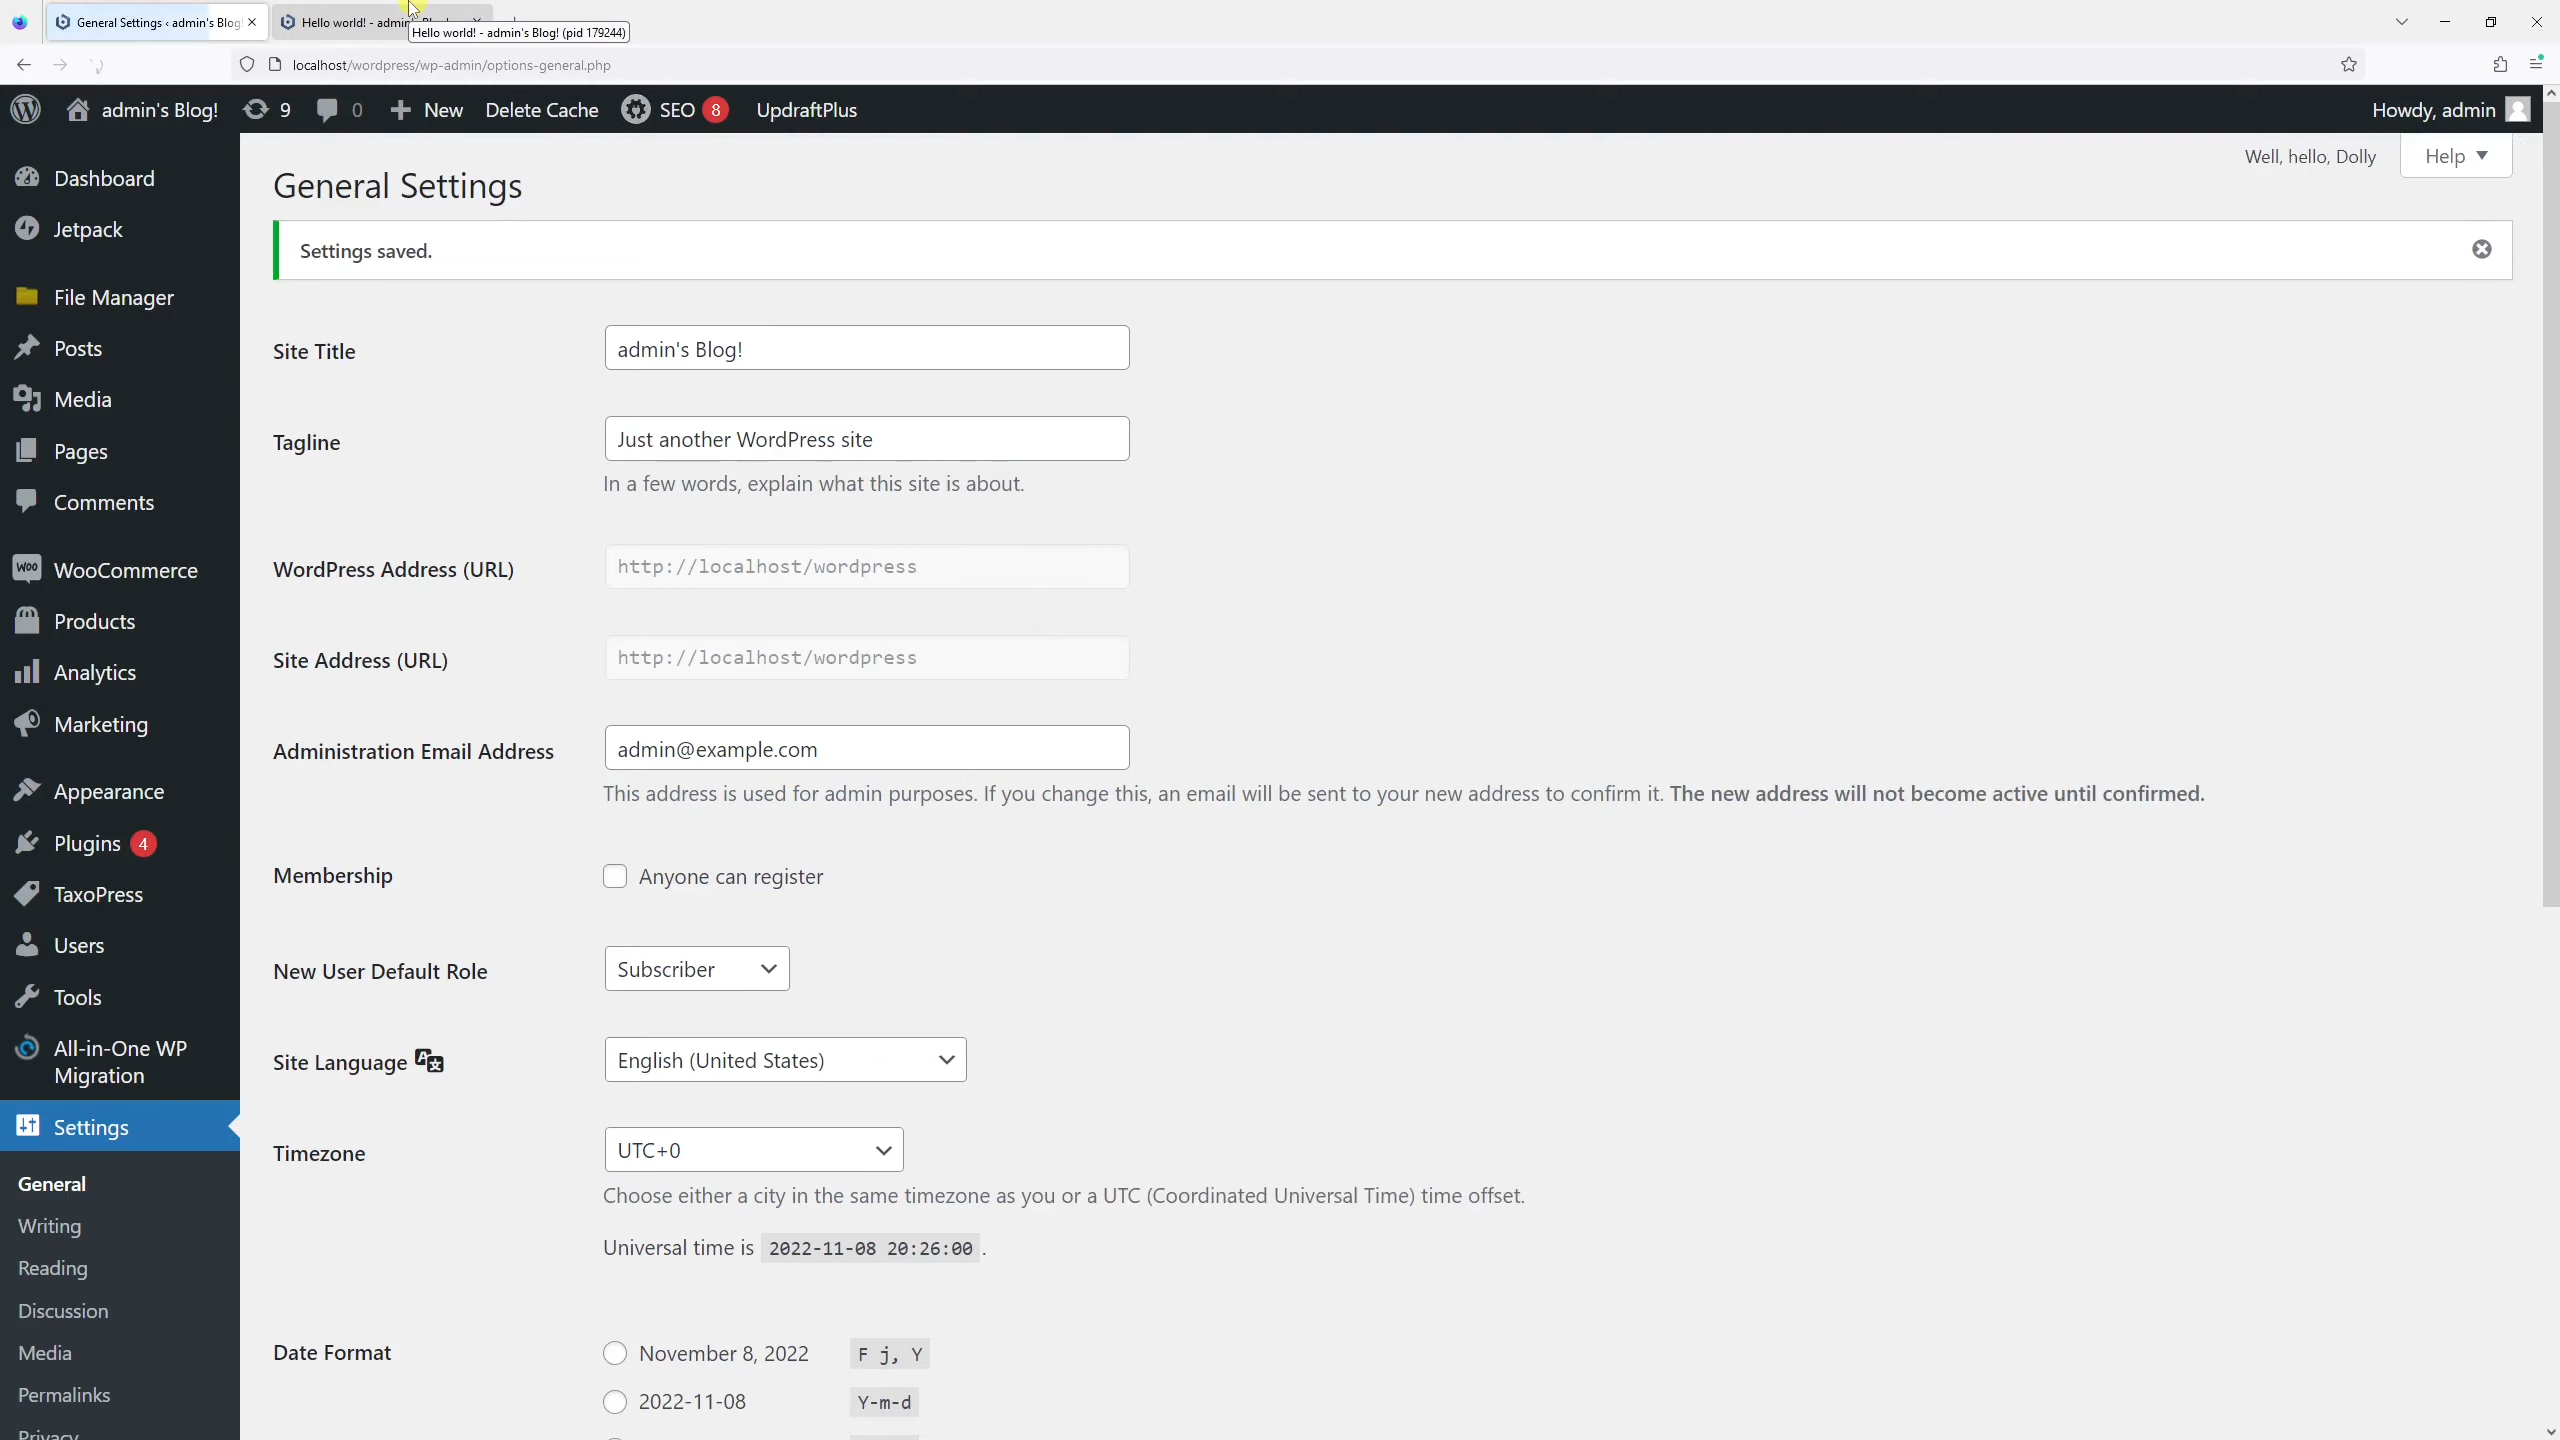 General Settings ‹ admin's Blog
Hello world! - admin
Hello world! - admin's Blog! (pid 179244)
localhost/wordpress/wp-admin/options-general.php
admin's Blog!
9
0
New
Delete Cache
SEO 8
UpdraftPlus
Howdy, admin
Dashboard
Jetpack
File Manager
Posts
Media
Pages
Comments
WooCommerce
Products
Analytics
Marketing
Appearance
Plugins 4
TaxoPress
Users
Tools
All-in-One WP
Migration
Settings
General
Writing
Reading
Discussion
Media
Permalinks
Privacy
Well, hello, Dolly
Help
General Settings
Settings saved.
Site Title
admin's Blog!
Tagline
Just another WordPress site
In a few words, explain what this site is about.
WordPress Address (URL)
http://localhost/wordpress
Site Address (URL)
http://localhost/wordpress
Administration Email Address
admin@example.com
This address is used for admin purposes. If you change this, an email will be sent to your new address to confirm it. The new address will not become active until confirmed.
Membership
Anyone can register
New User Default Role
Subscriber
Site Language
English (United States)
Timezone
UTC+0
Choose either a city in the same timezone as you or a UTC (Coordinated Universal Time) time offset.
Universal time is 2022-11-08 20:26:00 .
Date Format
November 8, 2022 F j, Y
2022-11-08 Y-m-d